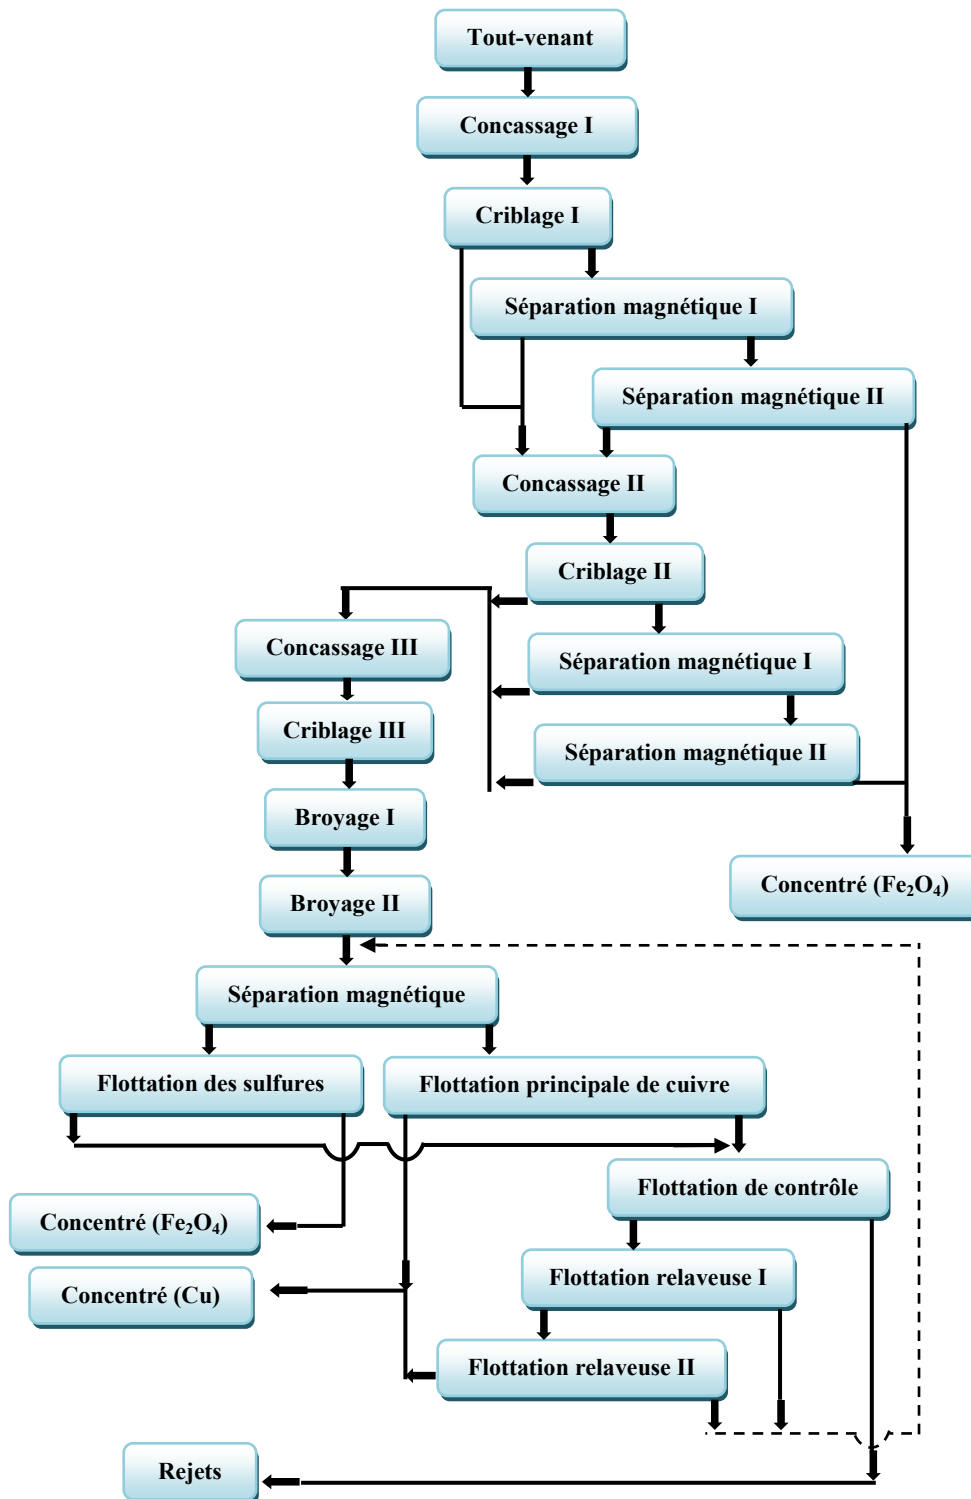 Tout-venant
Concassage I
Criblage I
Séparation magnétique I
Séparation magnétique II
Concassage II
Criblage II
Concassage III
Séparation magnétique I
Criblage III
Séparation magnétique II
Broyage I
Concentré (Fe₂O₄)
Broyage II
Séparation magnétique
Flottation des sulfures
Flottation principale de cuivre
Flottation de contrôle
Concentré (Fe₂O₄)
Flottation relaveuse I
Concentré (Cu)
Flottation relaveuse II
Rejets